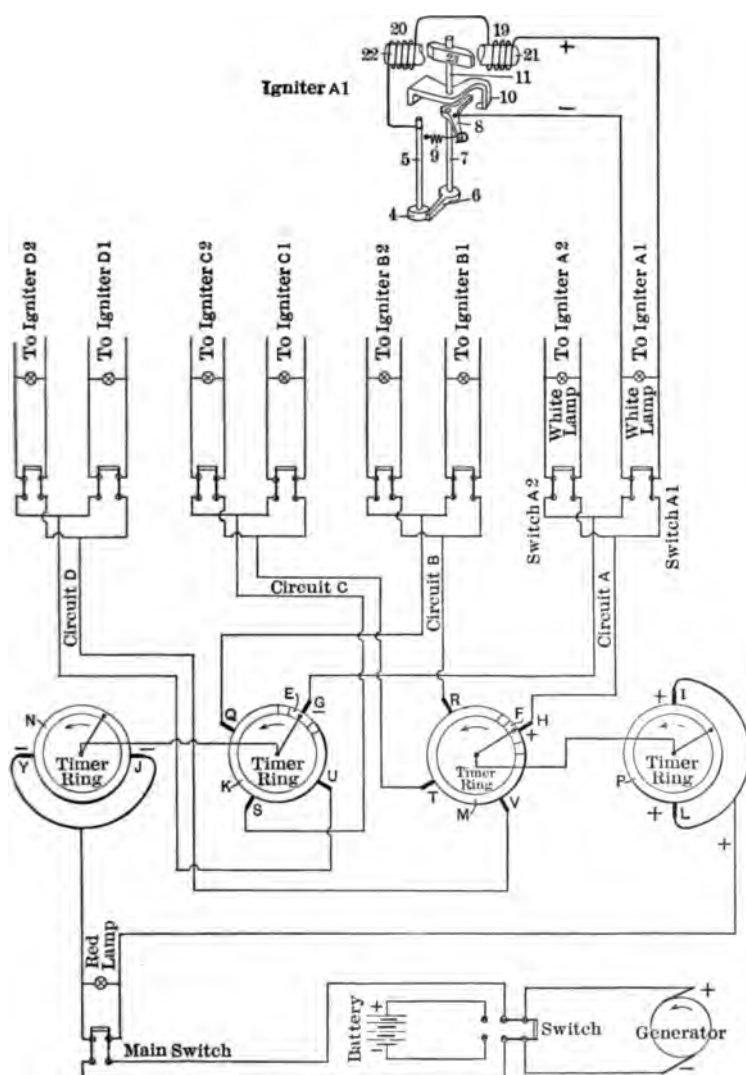 20
19
22
21
+
Igniter A1
11
10
−
8
5
9
7
6
4
To Igniter D2
To Igniter D1
To Igniter C2
To Igniter C1
To Igniter B2
To Igniter B1
To Igniter A2
To Igniter A1
White
Lamp
White
Lamp
Switch A2
Switch A1
Circuit D
Circuit C
Circuit B
Circuit A
N
Timer
Ring
−
Y
−
J
Q
E
G
−
Timer
Ring
K
U
S
R
F
H
+
Timer
Ring
T
M
V
+
I
Timer
Ring
P
+
L
+
Red
Lamp
Main Switch
Battery
+
−
Switch
Generator
+
−